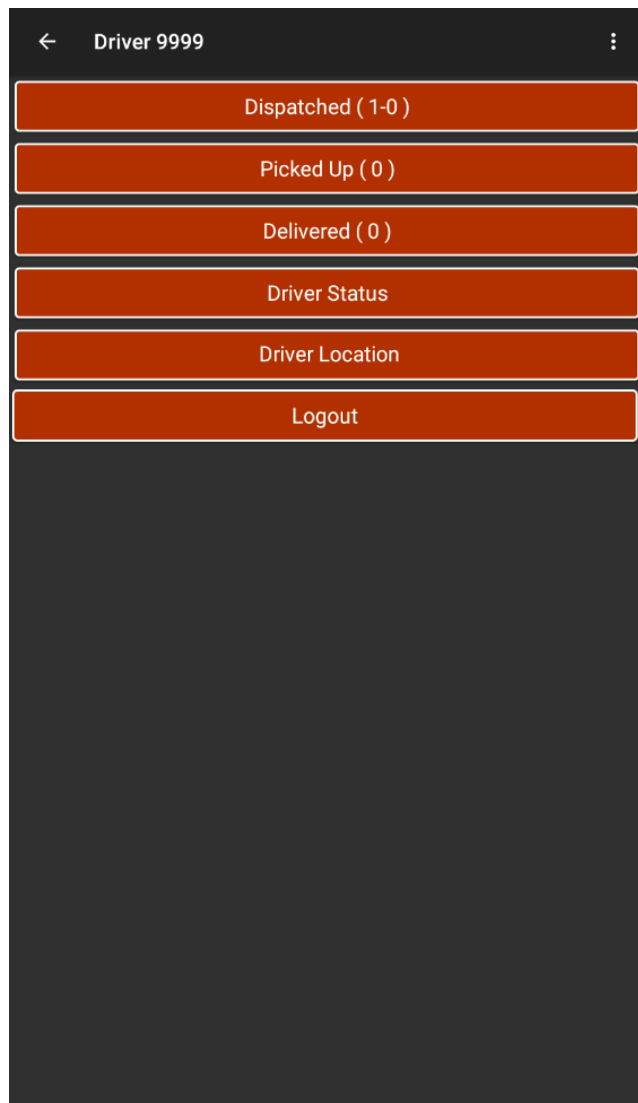 Driver 9999
Dispatched ( 1-0 )
Picked Up ( 0 )
Delivered ( 0 )
Driver Status
Driver Location
Logout